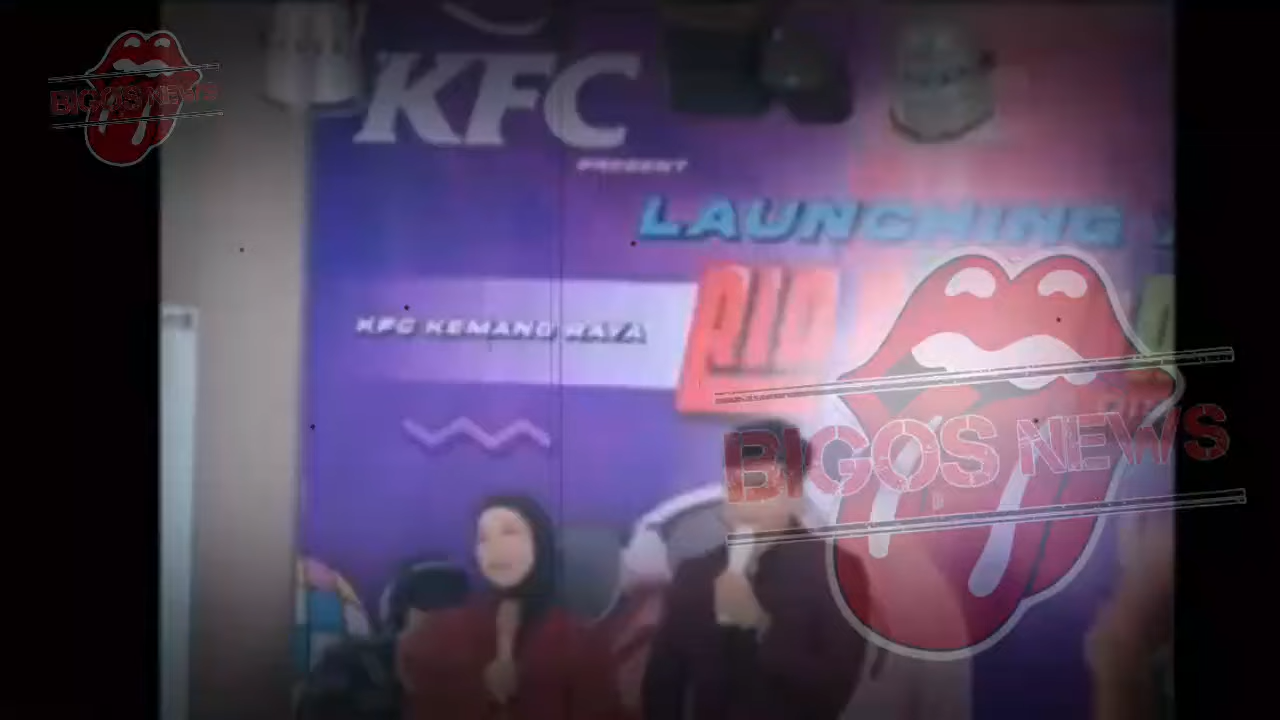 BIGOS NEWS
KFC
PRESENT
LAUNCHING
KFC KEMANG RAYA
BIGOS NEWS